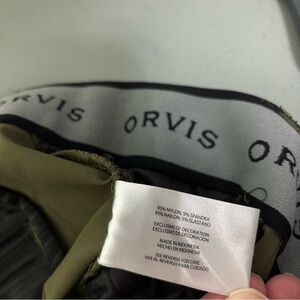 ORVIS
ORVIS
OR
95% NYLON, 5% SPANDEX
95% NAILON, 5% ELASTANO
EXCLUSIVE OF DECORATION
EXCLUSIVO DE DECORACION
MADE IN INDONESIA
HECHO EN INDONESIA
SEE REVERSE FOR CARE
VER AL REVERSO PARA CUIDADO.